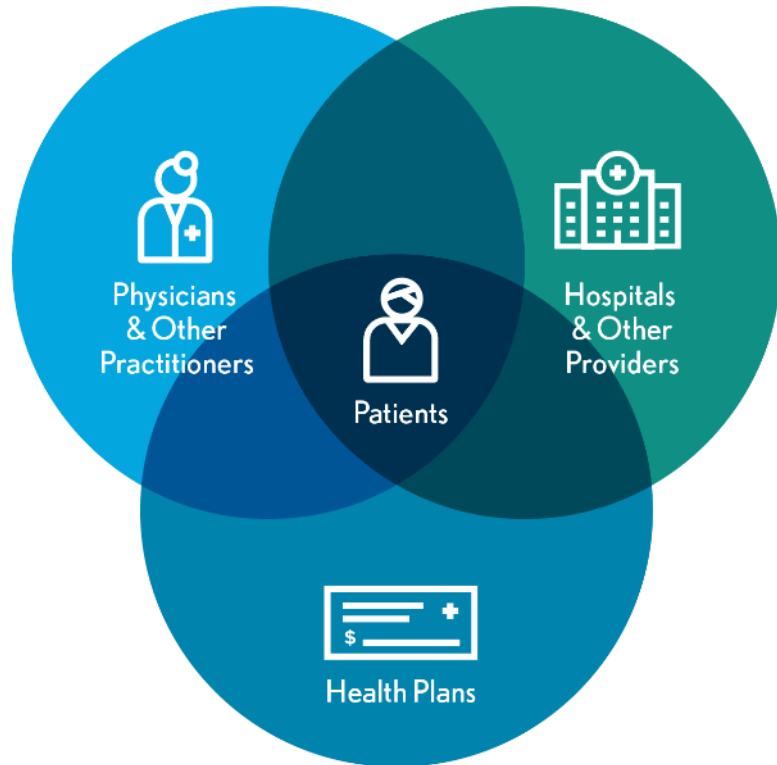 Physicians
& Other
Practitioners
Hospitals
& Other
Providers
Patients
$
Health Plans